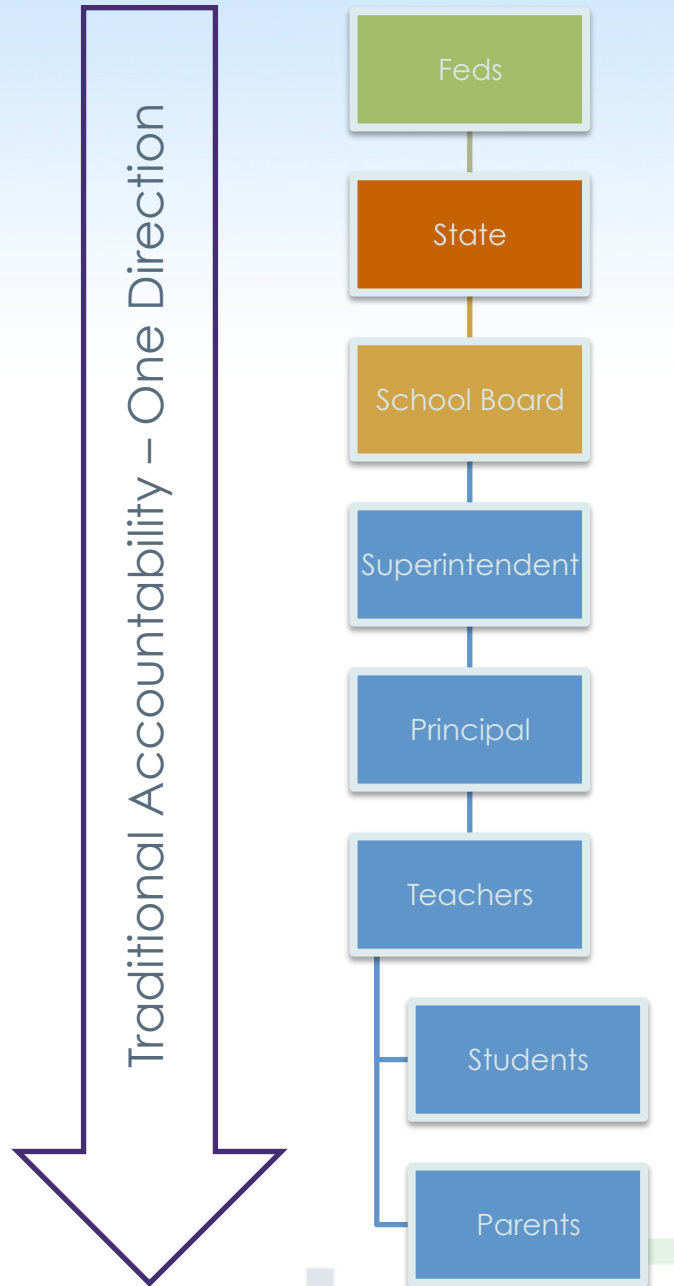 Traditional Accountability – One Direction
Feds
State
School Board
Superintendent
Principal
Teachers
Students
Parents